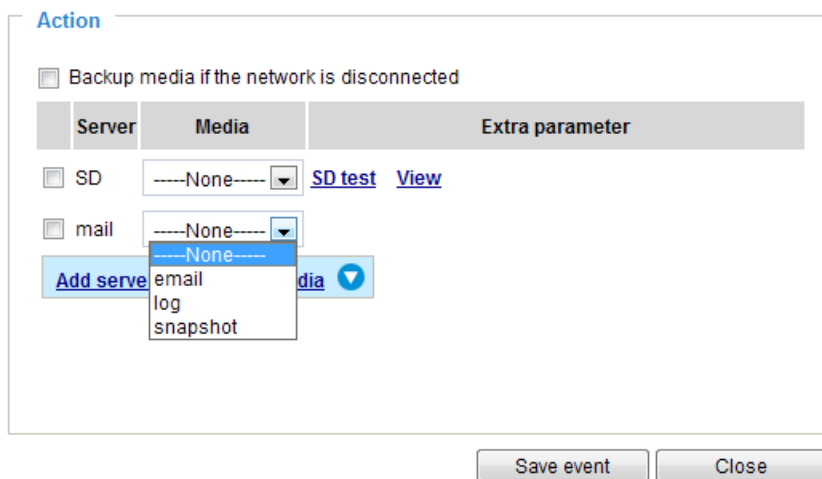 Action
Backup media if the network is disconnected
Server Media Extra parameter
SD -----None----- SD test View
mail -----None-----
-----None-----
Add serve dia
email
log
snapshot
Save event Close